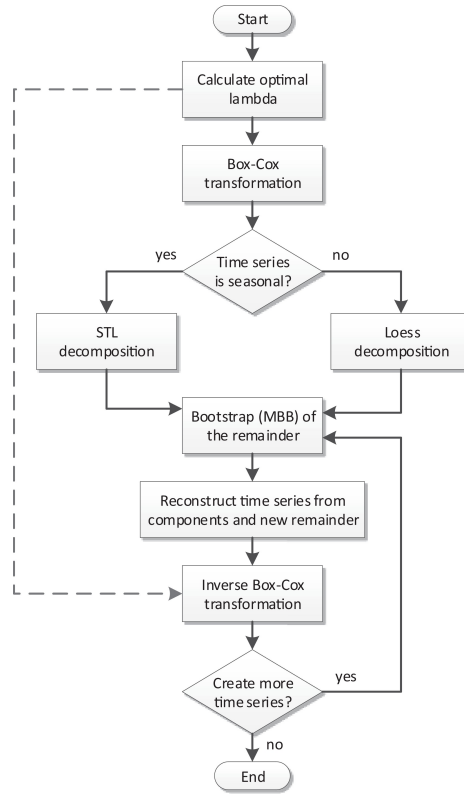 Start
Calculate optimal
lambda
Box-Cox
transformation
yes
Time series
is seasonal?
no
STL
decomposition
Loess
decomposition
Bootstrap (MBB) of
the remainder
Reconstruct time series from
components and new remainder
Inverse Box-Cox
transformation
Create more
time series?
yes
no
End